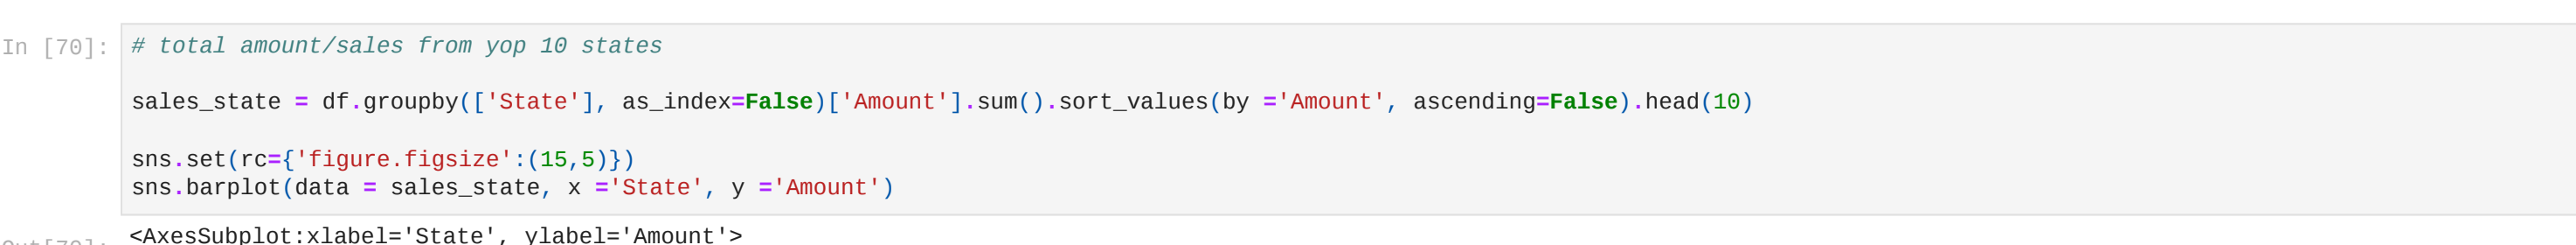 In [70]:
# total amount/sales from yop 10 states
sales_state = df.groupby(['State'], as_index=False)['Amount'].sum().sort_values(by ='Amount', ascending=False).head(10)
sns.set(rc={'figure.figsize':(15,5)})
sns.barplot(data = sales_state, x ='State', y ='Amount')
Out[70]:
<AxesSubplot:xlabel='State', ylabel='Amount'>